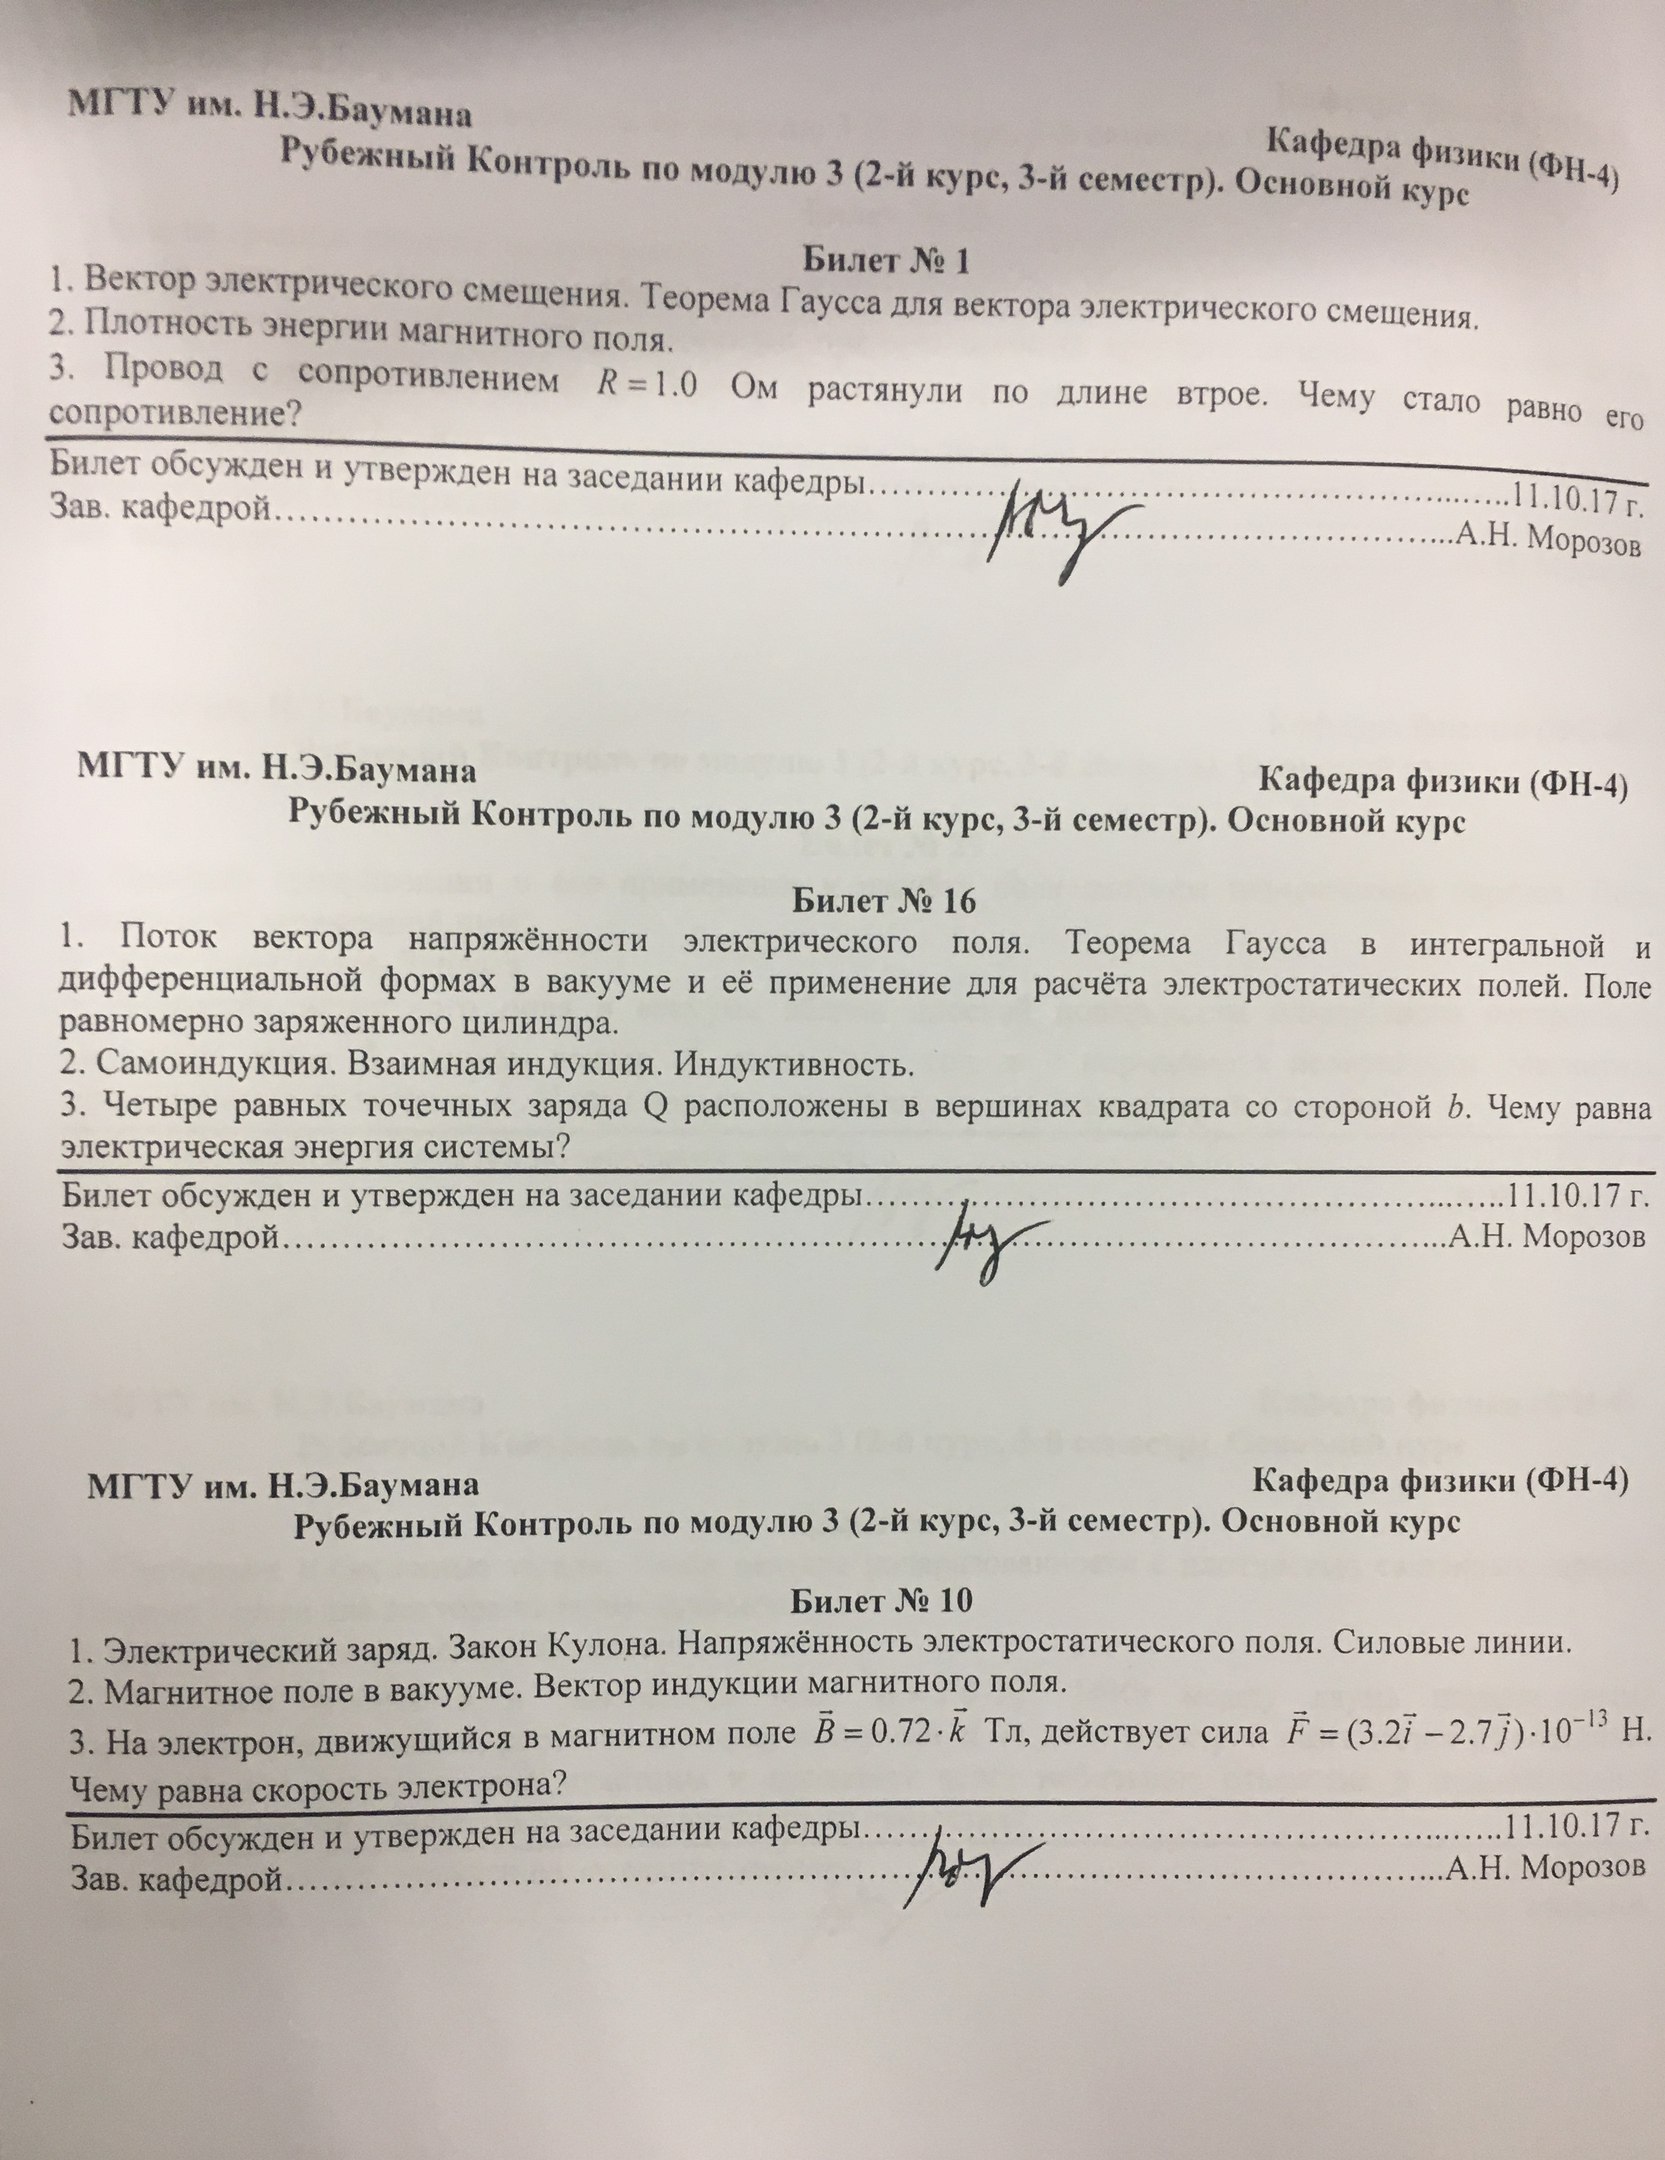 МГТУ им. Н.Э.Баумана
Кафедра физики (ФН-4)
Рубежный Контроль по модулю 3 (2-й курс, 3-й семестр). Основной курс
Билет № 1
1. Вектор электрического смещения. Теорема Гаусса для вектора электрического смещения.
2. Плотность энергии магнитного поля.
3. Провод с сопротивлением R = 1.0 Ом растянули по длине втрое. Чему стало равно его
сопротивление?
Билет обсужден и утвержден на заседании кафедры……………………………………………………...…...11.10.17 г.
Зав. кафедрой……………………………………………………………………………………………...А.Н. Морозов
МГТУ им. Н.Э.Баумана
Кафедра физики (ФН-4)
Рубежный Контроль по модулю 3 (2-й курс, 3-й семестр). Основной курс
Билет № 16
1. Поток вектора напряжённости электрического поля. Теорема Гаусса в интегральной и
дифференциальной формах в вакууме и её применение для расчёта электростатических полей. Поле
равномерно заряженного цилиндра.
2. Самоиндукция. Взаимная индукция. Индуктивность.
3. Четыре равных точечных заряда Q расположены в вершинах квадрата со стороной b. Чему равна
электрическая энергия системы?
Билет обсужден и утвержден на заседании кафедры……………………………………………………...…...11.10.17 г.
Зав. кафедрой……………………………………………………………………………………………...А.Н. Морозов
МГТУ им. Н.Э.Баумана
Кафедра физики (ФН-4)
Рубежный Контроль по модулю 3 (2-й курс, 3-й семестр). Основной курс
Билет № 10
1. Электрический заряд. Закон Кулона. Напряжённость электростатического поля. Силовые линии.
2. Магнитное поле в вакууме. Вектор индукции магнитного поля.
3. На электрон, движущийся в магнитном поле B⃗ = 0.72·k⃗ Тл, действует сила F⃗ = (3.2i⃗ − 2.7j⃗)·10⁻¹³ Н.
Чему равна скорость электрона?
Билет обсужден и утвержден на заседании кафедры……………………………………………………...…...11.10.17 г.
Зав. кафедрой……………………………………………………………………………………………...А.Н. Морозов